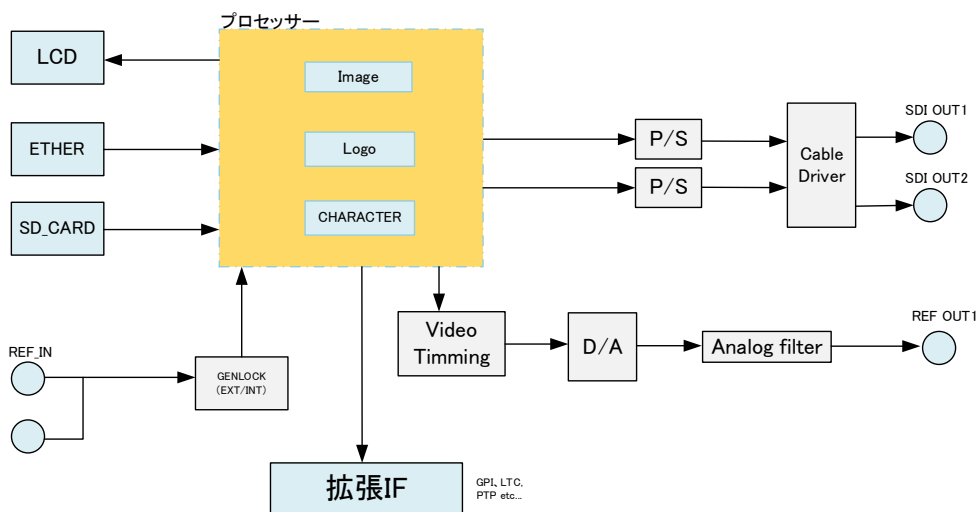 プロセッサー
LCD
Image
ETHER
Logo
SD_CARD
CHARACTER
P/S
P/S
Cable
Driver
SDI OUT1
SDI OUT2
REF_IN
GENLOCK
(EXT/INT)
Video
Timming
D/A
Analog filter
REF OUT1
拡張IF
GPI、LTC,
PTP etc...